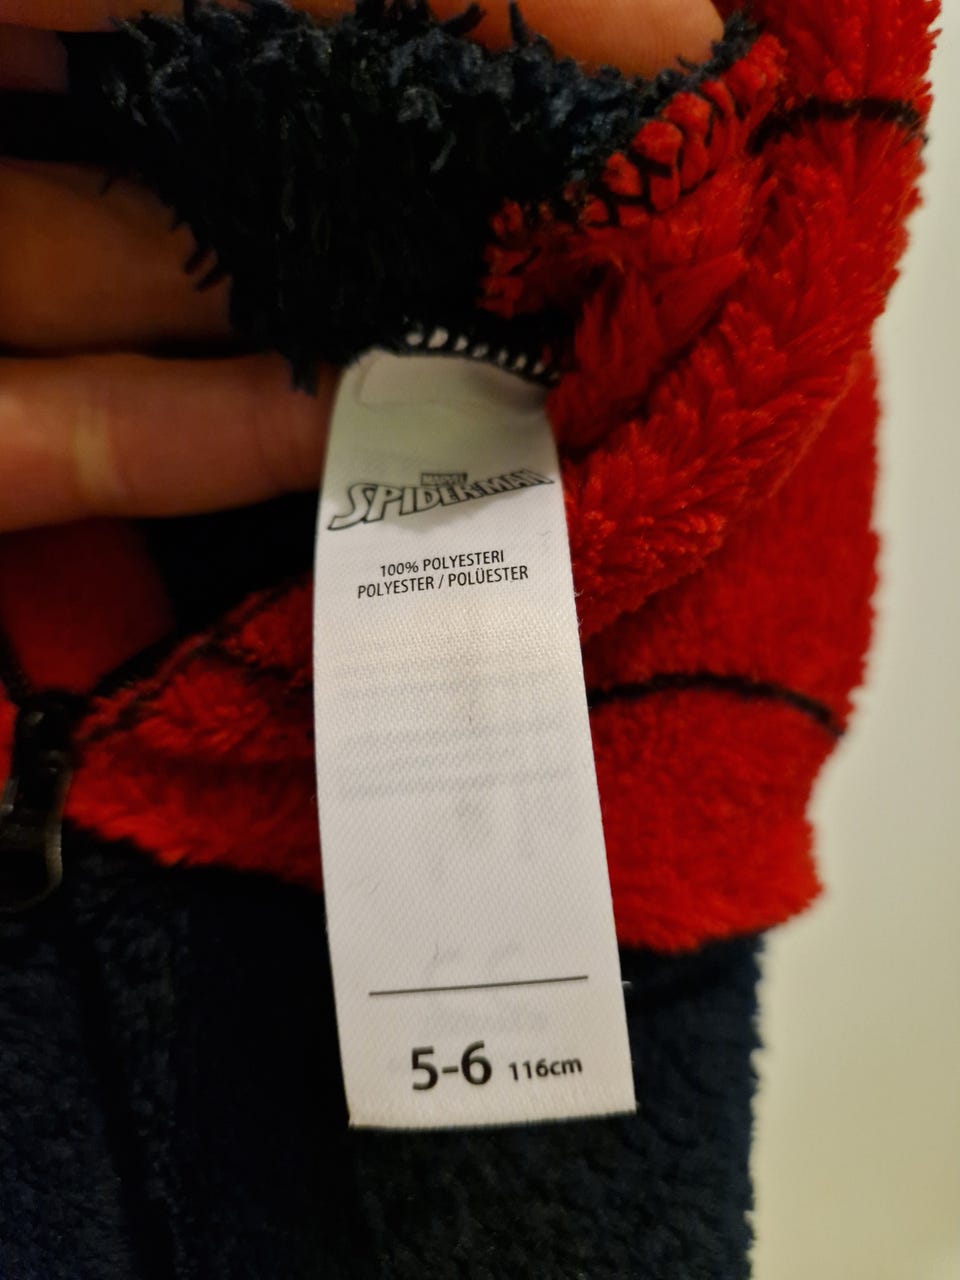 MARVEL
SPIDER-MAN
100% POLYESTERI
POLYESTER / POLÜESTER
5-6 116cm